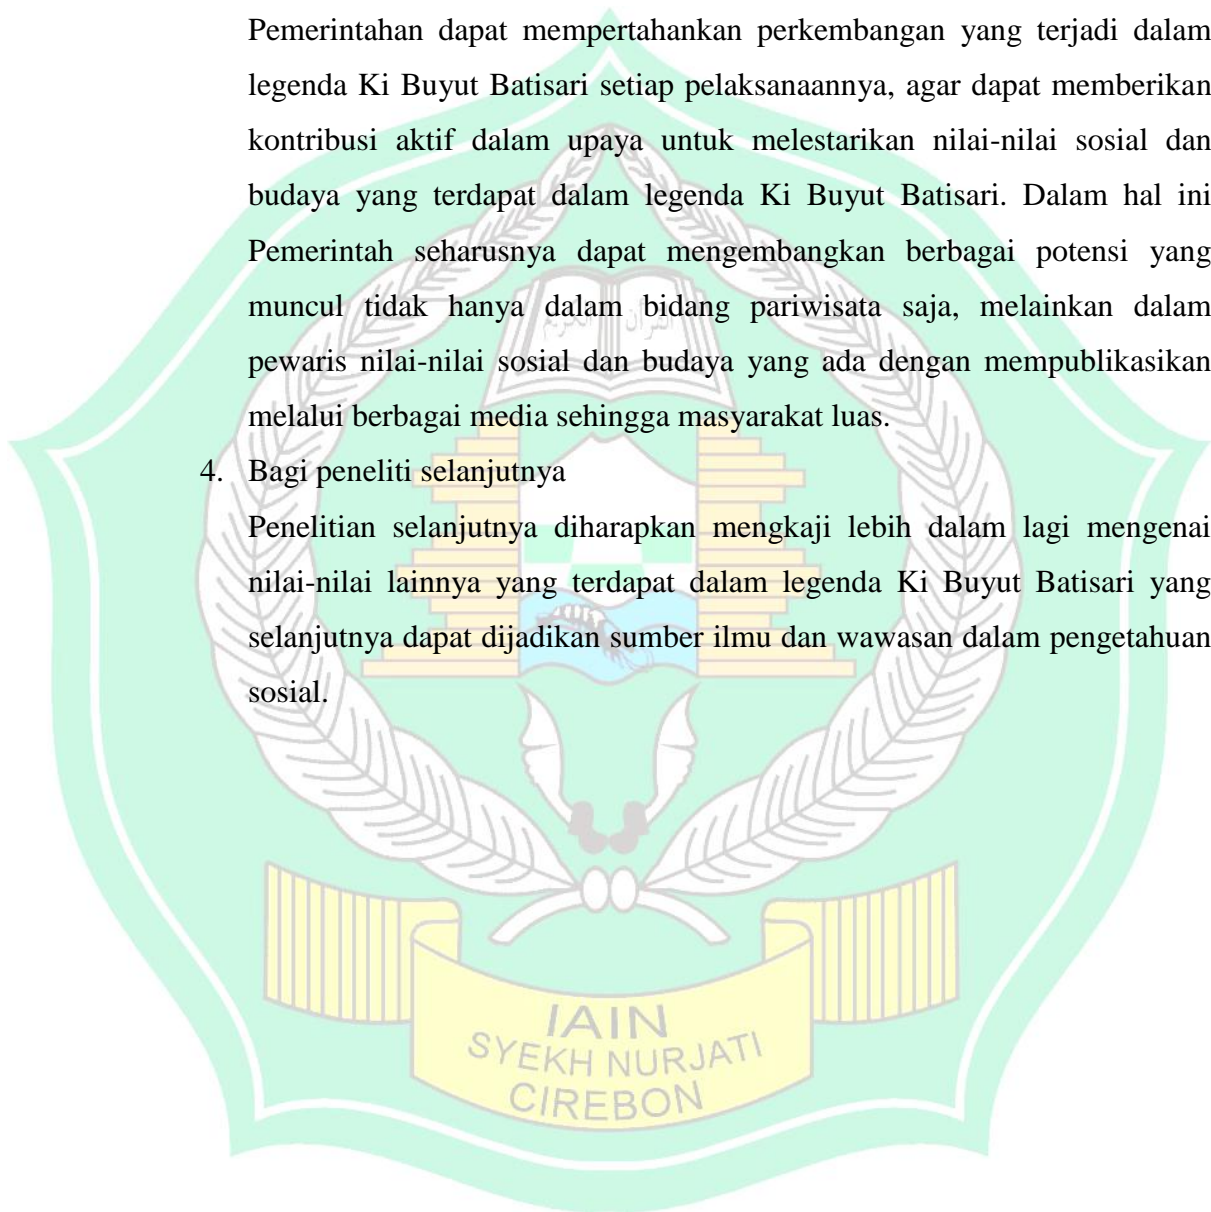 Pemerintahan dapat mempertahankan perkembangan yang terjadi dalam
legenda Ki Buyut Batisari setiap pelaksanaannya, agar dapat memberikan
kontribusi aktif dalam upaya untuk melestarikan nilai-nilai sosial dan
budaya yang terdapat dalam legenda Ki Buyut Batisari. Dalam hal ini
Pemerintah seharusnya dapat mengembangkan berbagai potensi yang
muncul tidak hanya dalam bidang pariwisata saja, melainkan dalam
القرآن الكريم
pewaris nilai-nilai sosial dan budaya yang ada dengan mempublikasikan
melalui berbagai media sehingga masyarakat luas.
4. Bagi peneliti selanjutnya
Penelitian selanjutnya diharapkan mengkaji lebih dalam lagi mengenai
nilai-nilai lainnya yang terdapat dalam legenda Ki Buyut Batisari yang
selanjutnya dapat dijadikan sumber ilmu dan wawasan dalam pengetahuan
sosial.
IAIN
SYEKH NURJATI
CIREBON